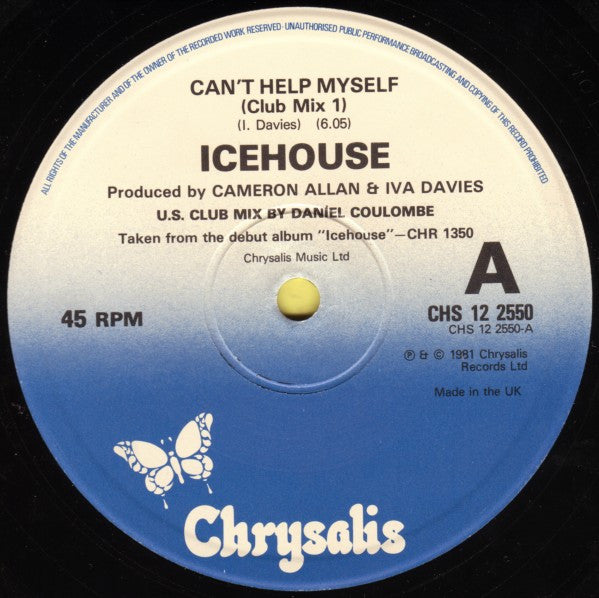 ALL RIGHTS OF THE MANUFACTURER AND OF THE OWNER OF THE RECORDED WORK RESERVED · UNAUTHORISED PUBLIC PERFORMANCE BROADCASTING AND COPYING OF THIS RECORD PROHIBITED
CAN'T HELP MYSELF
(Club Mix 1)
(I. Davies) (6.05)
ICEHOUSE
Produced by CAMERON ALLAN & IVA DAVIES
U.S. CLUB MIX BY DANÍEL COULOMBE
Taken from the debut album "Icehouse"—CHR 1350
Chrysalis Music Ltd
A
45 RPM
CHS 12 2550
CHS 12 2550-A
℗ & © 1981 Chrysalis
Records Ltd
Made in the UK
Chrysalis